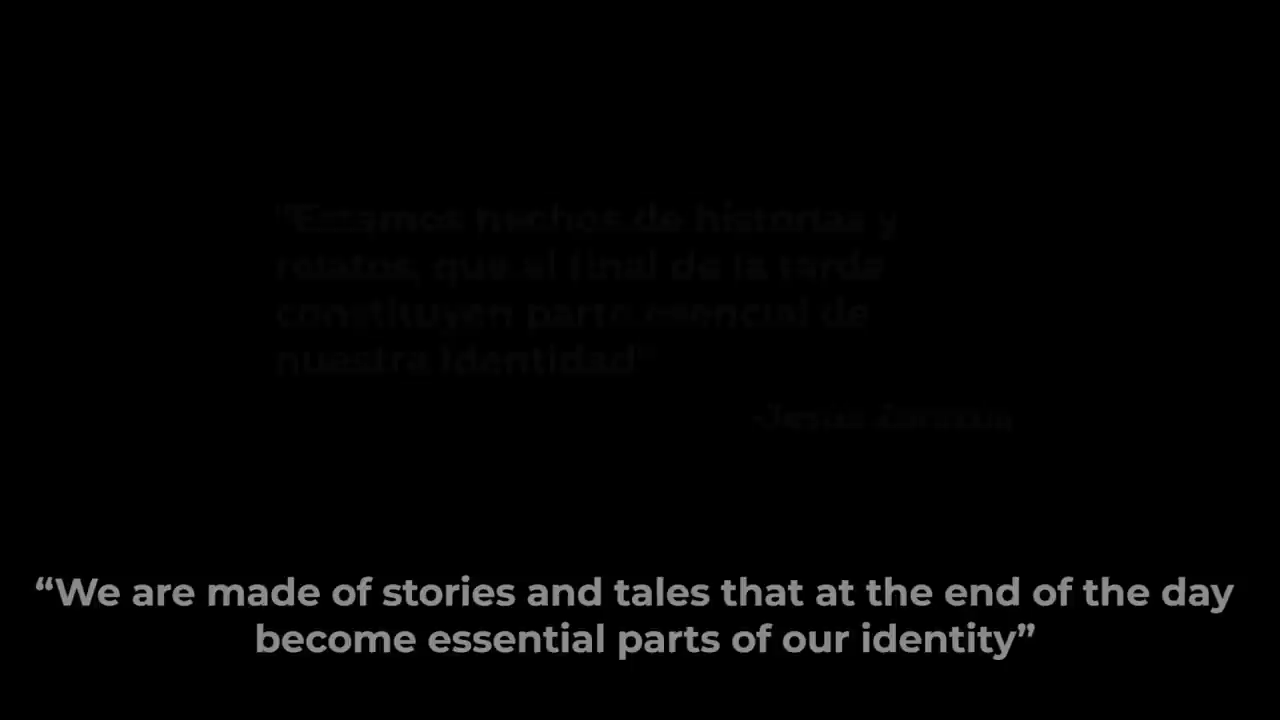 "Estamos hechos de historias y
relatos, que al final de la tarde
constituyen parte esencial de
nuestra identidad"
-Jesús
“We are made of stories and tales that at the end of the day
become essential parts of our identity”